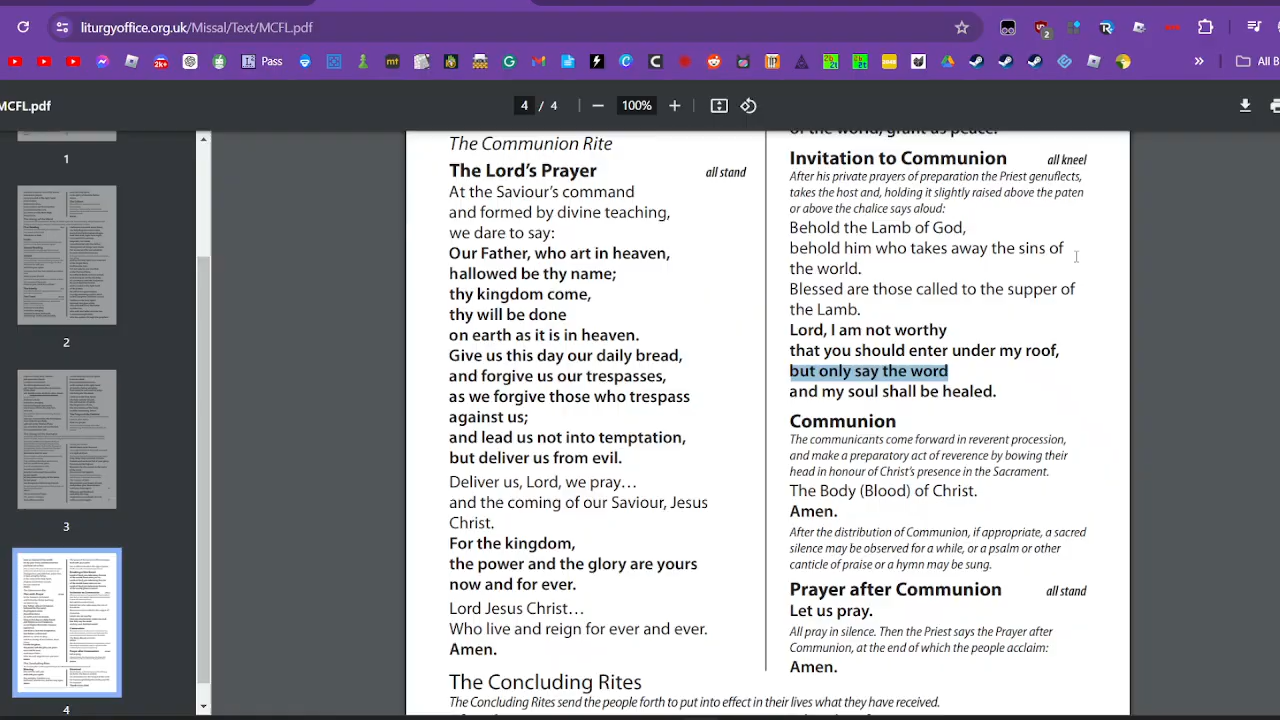 liturgyoffice.org.uk/Missal/Text/MCFL.pdf
2
2k+
Pass
All B
MCFL.pdf
4 / 4
100%
1
2
3
4
The Communion Rite
The Lord's Prayer all stand
At the Saviour's command
and formed by divine teaching,
we dare to say:
Our Father, who art in heaven,
hallowed be thy name;
thy kingdom come,
thy will be done
on earth as it is in heaven.
Give us this day our daily bread,
and forgive us our trespasses,
as we forgive those who trespass
against us;
and lead us not into temptation,
but deliver us from evil.
Deliver us, Lord, we pray…
and the coming of our Saviour, Jesus
Christ.
For the kingdom,
the power and the glory are yours
now and for ever.
Lord Jesus Christ…
Who live and reign for ever and ever.
Amen.
The Concluding Rites
The Concluding Rites send the people forth to put into effect in their lives what they have received.
of the world, grant us peace.
Invitation to Communion all kneel
After his private prayers of preparation the Priest genuflects,
takes the host and, holding it slightly raised above the paten
or above the chalice says aloud:
Behold the Lamb of God,
behold him who takes away the sins of
the world.
Blessed are those called to the supper of
the Lamb.
Lord, I am not worthy
that you should enter under my roof,
but only say the word
and my soul shall be healed.
Communion
The communicants come forward in reverent procession,
and make a preparatory act of reverence by bowing their
head in honour of Christ's presence in the Sacrament.
The Body (Blood) of Christ.
Amen.
After the distribution of Communion, if appropriate, a sacred
silence may be observed for a while, or a psalm or other
canticle of praise or a hymn may be sung.
Prayer after Communion all stand
Let us pray.
All pray in silence. Then the Priest says the Prayer after
Communion, at the end of which the people acclaim:
Amen.